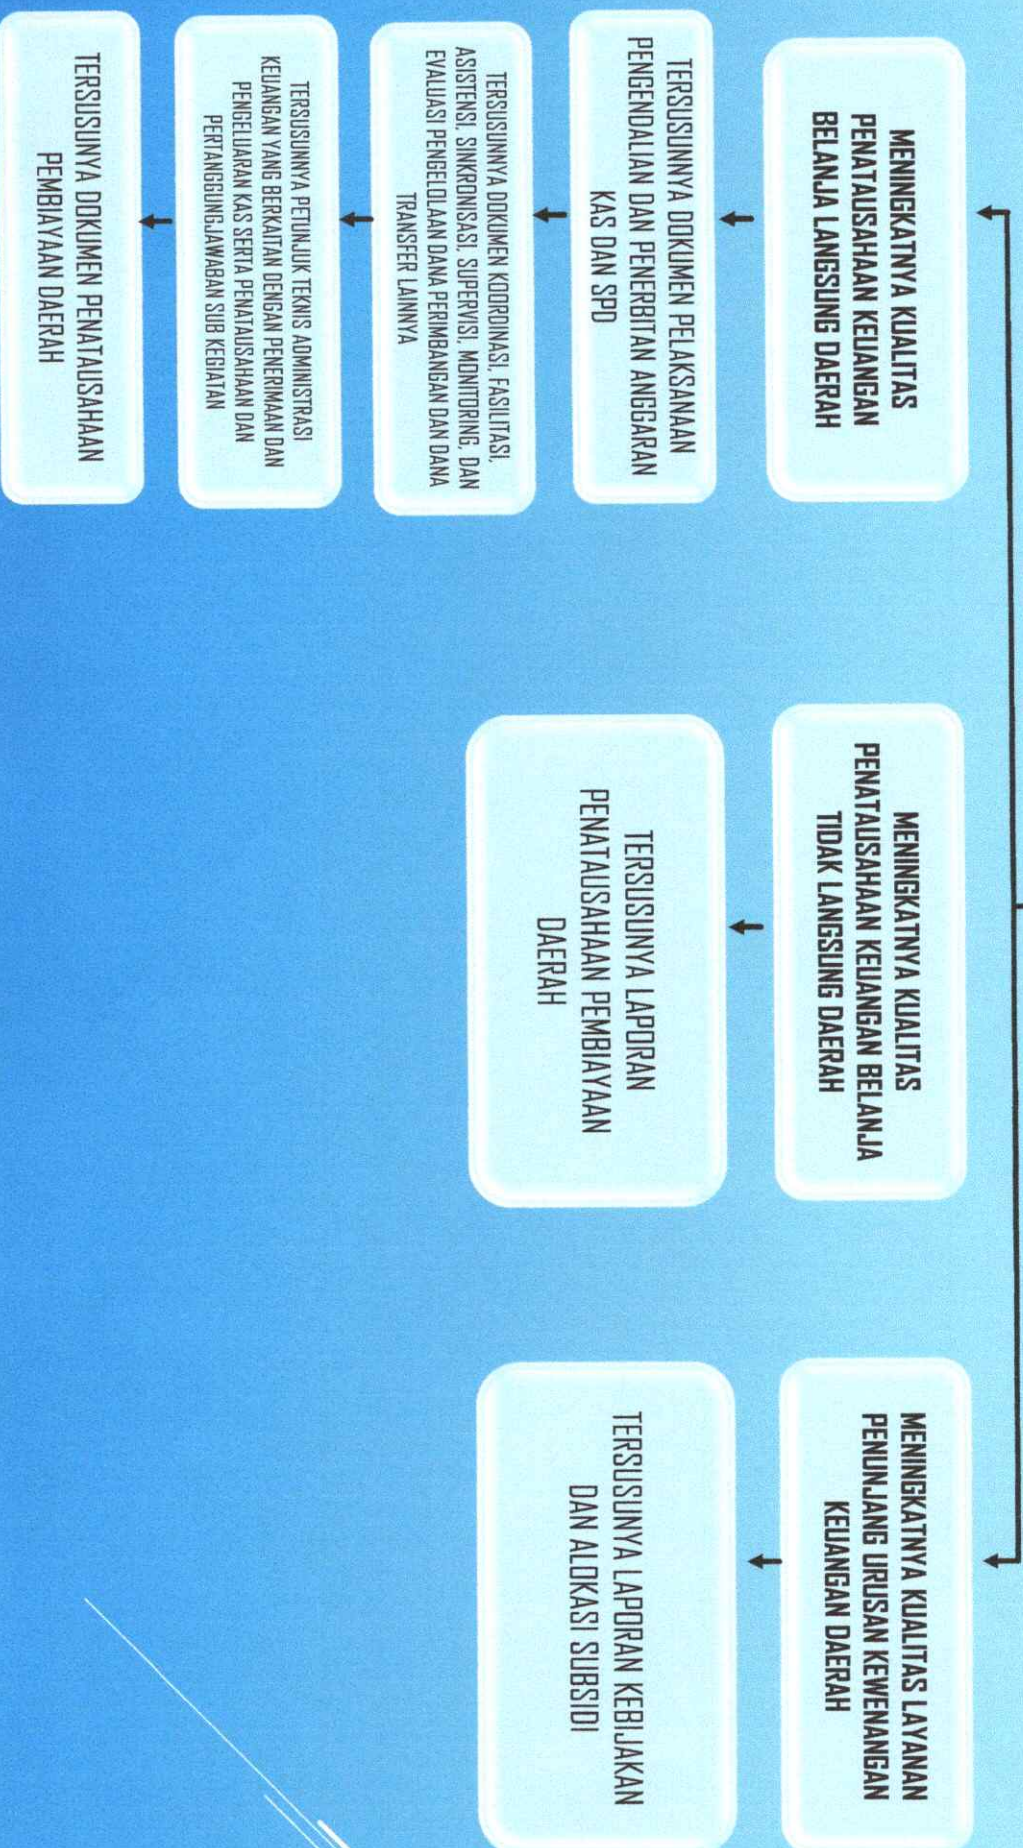 MENINGKATNYA KUALITAS
PENATAUSAHAAN KEUANGAN
BELANJA LANGSUNG DAERAH
TERSUSUNNYA DOKUMEN PELAKSANAAN
PENGENDALIAN DAN PENERBITAN ANGGARAN
KAS DAN SPD
TERSUSUNNYA DOKUMEN KOORDINASI, FASILITASI,
ASISTENSI, SINKRONISASI, SUPERVISI, MONITORING, DAN
EVALUASI PENGELOLAAN DANA PERIMBANGAN DAN DANA
TRANSFER LAINNYA
TERSUSUNNYA PETUNJUK TEKNIS ADMINISTRASI
KEUANGAN YANG BERKAITAN DENGAN PENERIMAAN DAN
PENGELUARAN KAS SERTA PENATAUSAHAAN DAN
PERTANGGUNGJAWABAN SUB KEGIATAN
TERSUSUNYA DOKUMEN PENATAUSAHAAN
PEMBIAYAAN DAERAH
MENINGKATNYA KUALITAS
PENATAUSAHAAN KEUANGAN BELANJA
TIDAK LANGSUNG DAERAH
TERSUSUNYA LAPORAN
PENATAUSAHAAN PEMBIAYAAN
DAERAH
MENINGKATNYA KUALITAS LAYANAN
PENUNJANG URUSAN KEWENANGAN
KEUANGAN DAERAH
TERSUSUNYA LAPORAN KEBIJAKAN
DAN ALOKASI SUBSIDI